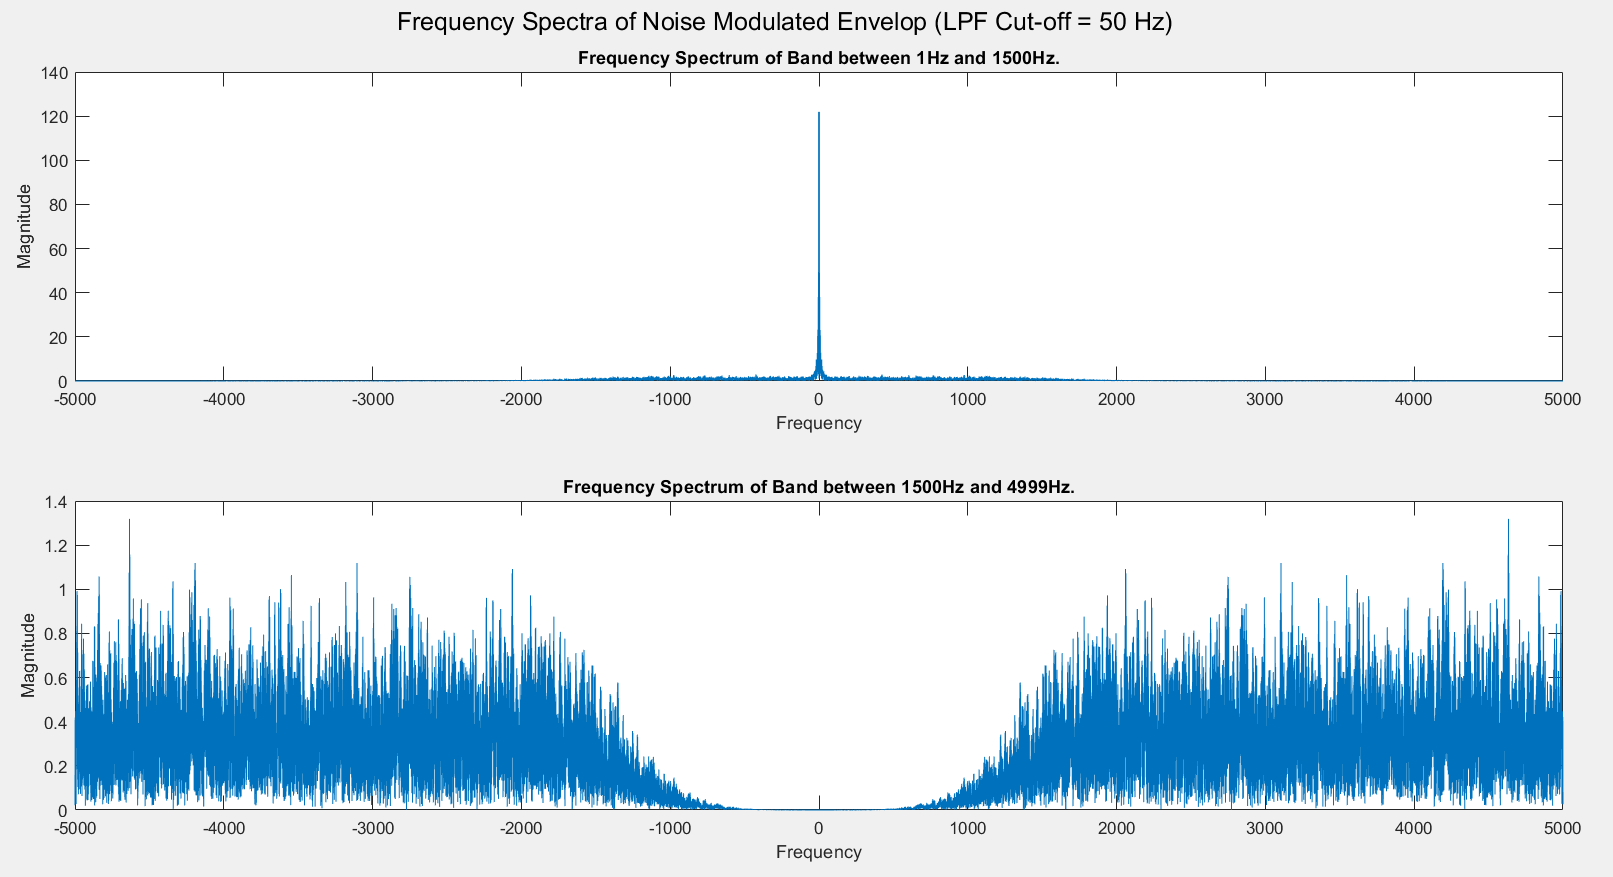 Frequency Spectra of Noise Modulated Envelop (LPF Cut-off = 50 Hz)
Frequency Spectrum of Band between 1Hz and 1500Hz.
140
120
100
80
60
40
20
0
Magnitude
-5000 -4000 -3000 -2000 -1000 0 1000 2000 3000 4000 5000
Frequency
Frequency Spectrum of Band between 1500Hz and 4999Hz.
1.4
1.2
1
0.8
0.6
0.4
0.2
0
Magnitude
-5000 -4000 -3000 -2000 -1000 0 1000 2000 3000 4000 5000
Frequency